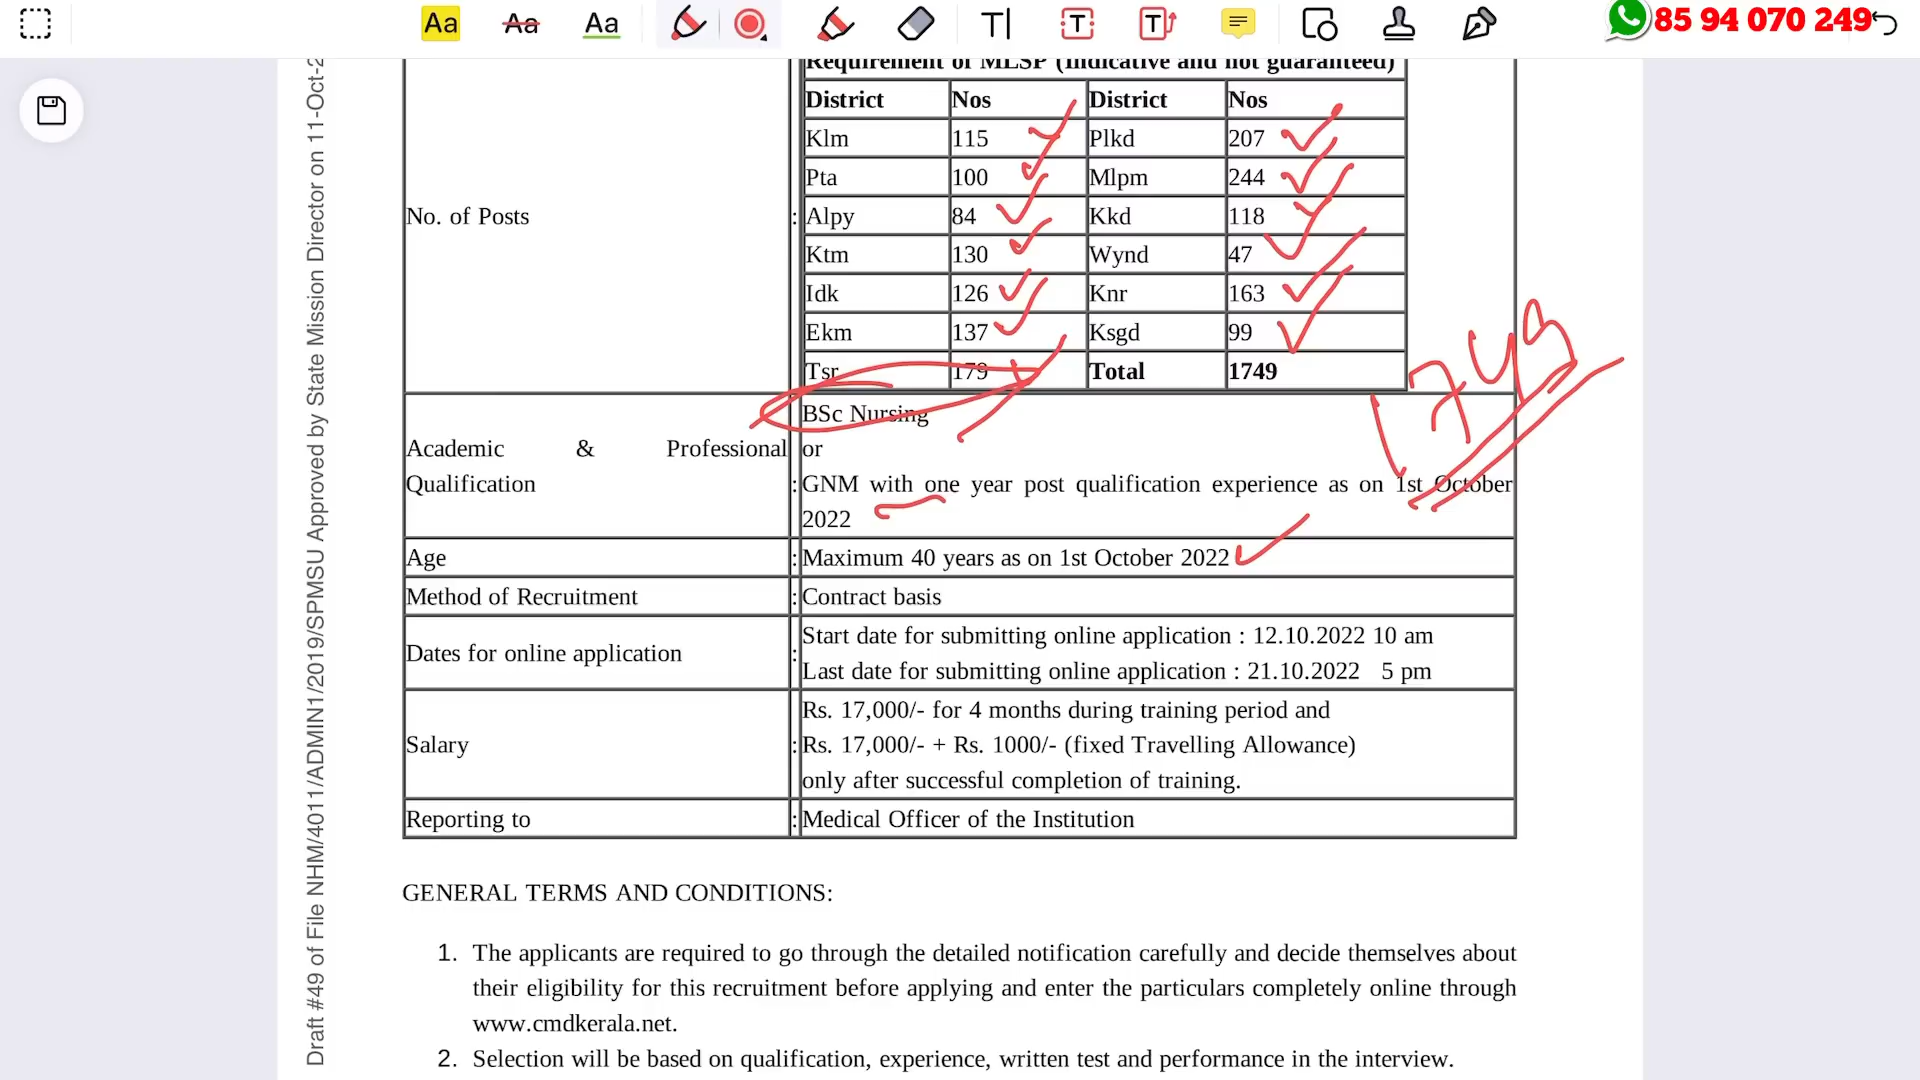 Aa Aa Aa T T T
85 94 070 249
Draft #49 of File NHM/4011/ADMIN1/2019/SPMSU Approved by State Mission Director on 11-Oct-2
Requirement of MLSP (Indicative and not guaranteed)
District Nos District Nos
Klm 115 Plkd 207
Pta 100 Mlpm 244
No. of Posts : Alpy 84 Kkd 118
Ktm 130 Wynd 47
Idk 126 Knr 163
Ekm 137 Ksgd 99
Tsr 179 Total 1749
1749
BSc Nursing
Academic & Professional or
Qualification : GNM with one year post qualification experience as on 1st October
2022
Age : Maximum 40 years as on 1st October 2022
Method of Recruitment : Contract basis
Dates for online application : Start date for submitting online application : 12.10.2022 10 am
Last date for submitting online application : 21.10.2022 5 pm
Rs. 17,000/- for 4 months during training period and
Salary : Rs. 17,000/- + Rs. 1000/- (fixed Travelling Allowance)
only after successful completion of training.
Reporting to : Medical Officer of the Institution
GENERAL TERMS AND CONDITIONS:
1. The applicants are required to go through the detailed notification carefully and decide themselves about
their eligibility for this recruitment before applying and enter the particulars completely online through
www.cmdkerala.net.
2. Selection will be based on qualification, experience, written test and performance in the interview.